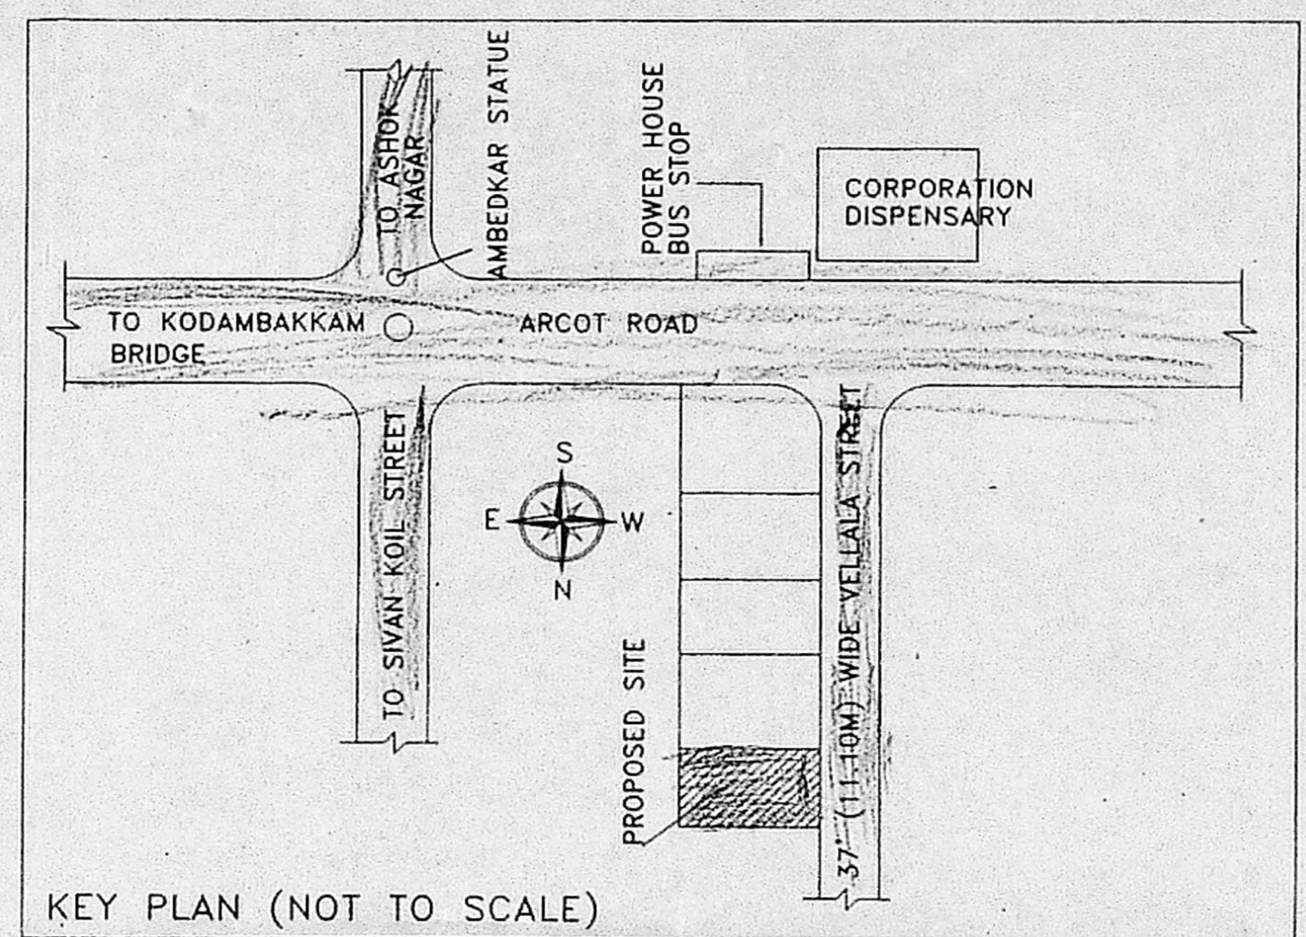 TO ASHOK
NAGAR
AMBEDKAR STATUE
POWER HOUSE
BUS STOP
CORPORATION
DISPENSARY
TO KODAMBAKKAM
BRIDGE
ARCOT ROAD
TO SIVAN KOIL STREET
S
E
W
N
PROPOSED SITE
37' (11.10M) WIDE VELLALA STREET
KEY PLAN (NOT TO SCALE)